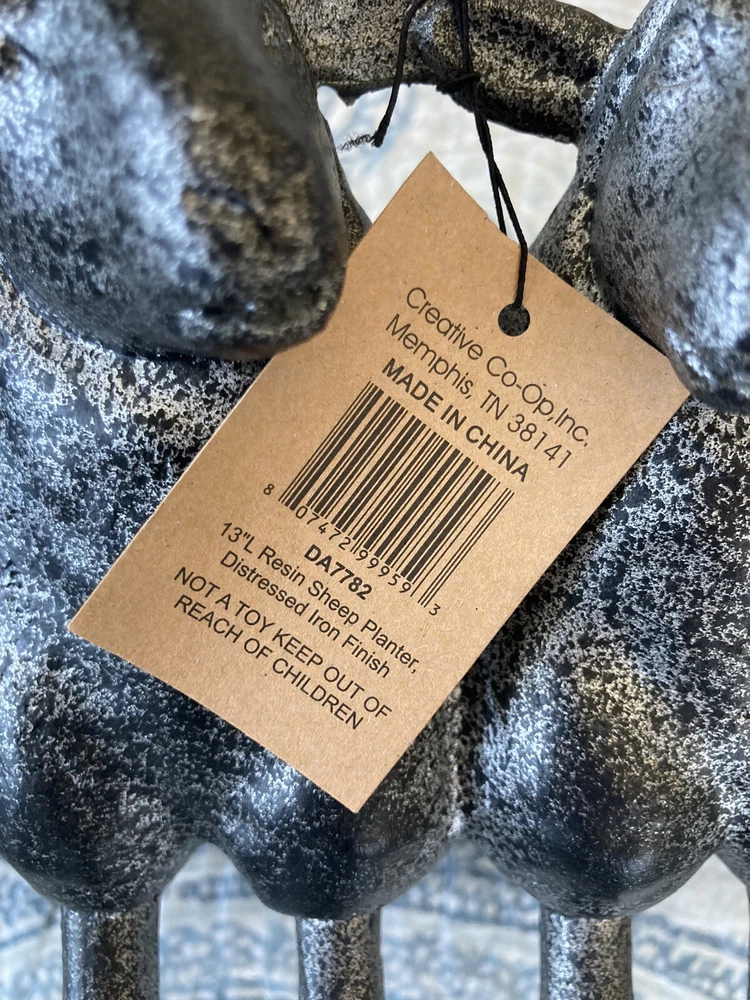 Creative Co-Op,Inc.
Memphis, TN 38141
MADE IN CHINA
8 07472 99959 3
DA7782
13"L Resin Sheep Planter,
Distressed Iron Finish
NOT A TOY KEEP OUT OF
REACH OF CHILDREN